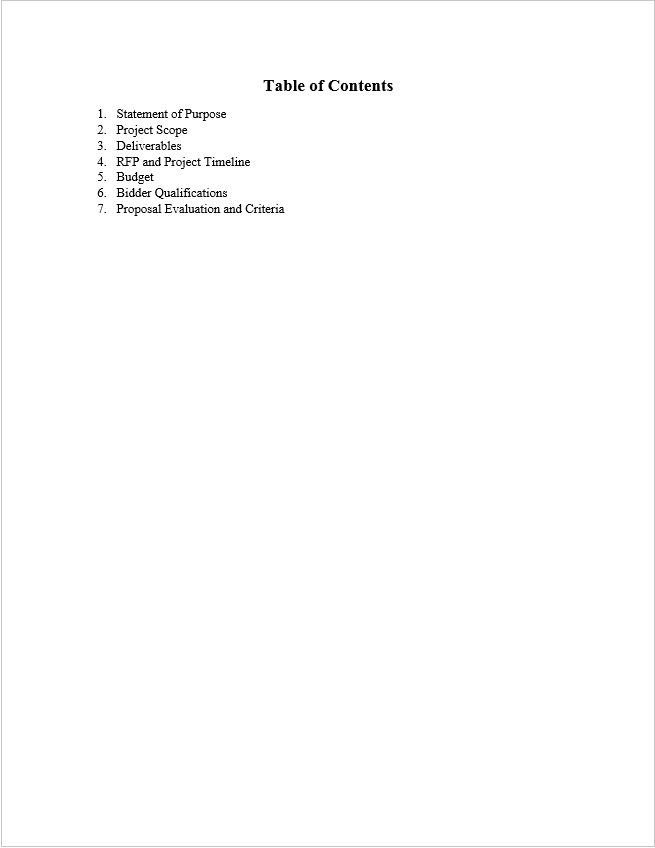 Table of Contents
1. Statement of Purpose
2. Project Scope
3. Deliverables
4. RFP and Project Timeline
5. Budget
6. Bidder Qualifications
7. Proposal Evaluation and Criteria